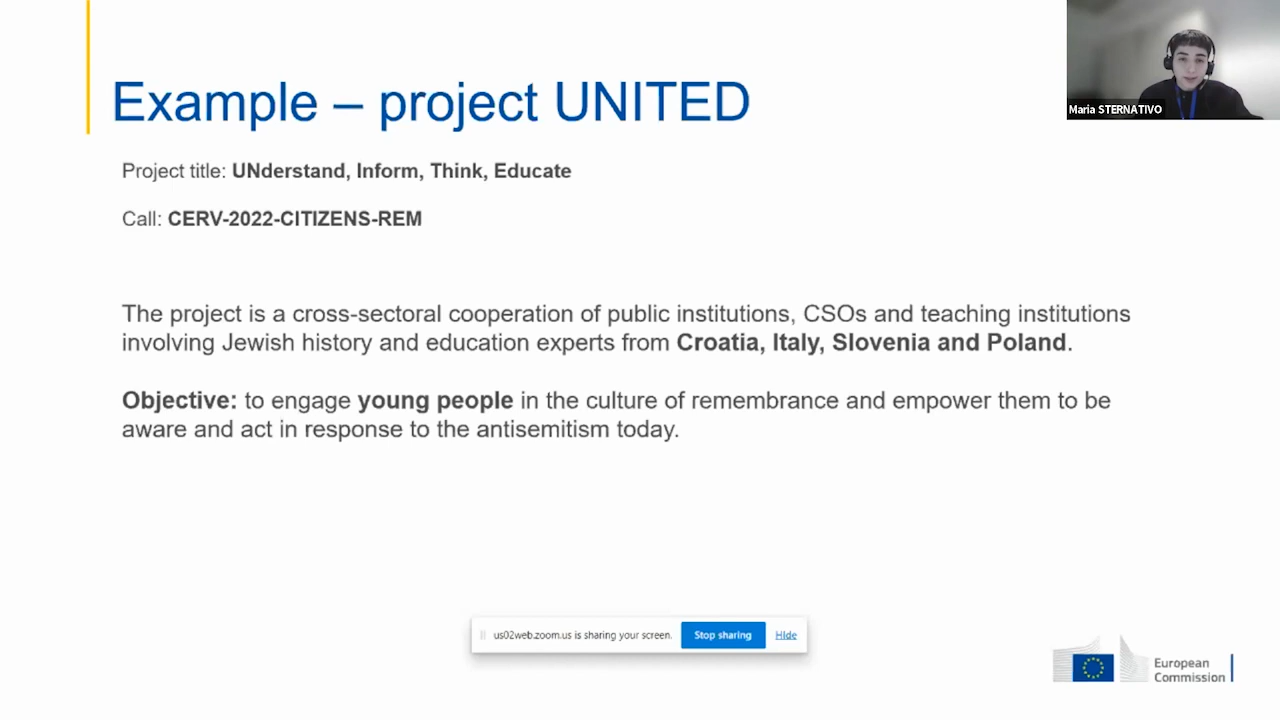 Example – project UNITED
Maria STERNATIVO
Project title: UNderstand, Inform, Think, Educate
Call: CERV-2022-CITIZENS-REM
The project is a cross-sectoral cooperation of public institutions, CSOs and teaching institutions
involving Jewish history and education experts from Croatia, Italy, Slovenia and Poland.
Objective: to engage young people in the culture of remembrance and empower them to be
aware and act in response to the antisemitism today.
us02web.zoom.us is sharing your screen. Stop sharing Hide
European
Commission